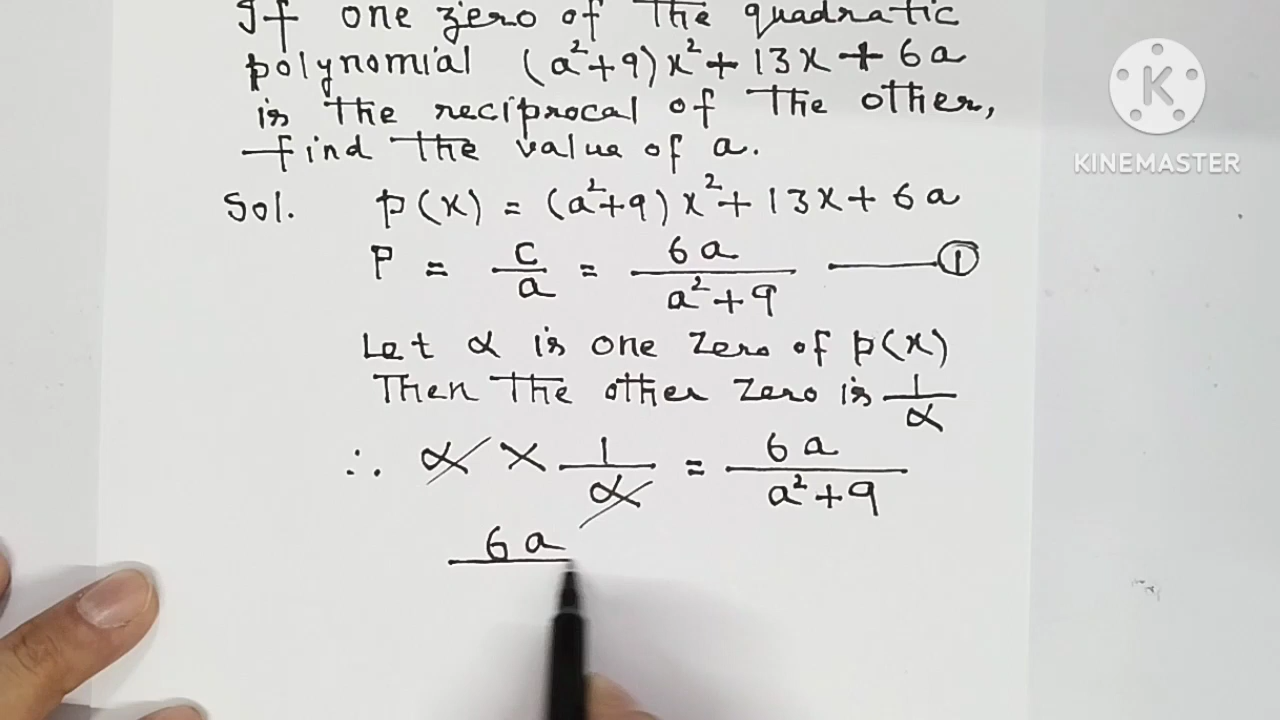 If one zero of the quadratic
polynomial (a²+9)x²+13x+6a
is the reciprocal of the other,
find the value of a.
Sol. p(x) = (a²+9)x²+13x+6a
P = c/a = 6a/a²+9 ——— ①
Let α is one zero of p(x)
Then the other zero is 1/α
∴ α × 1/α = 6a/a²+9
6a
K
KINEMASTER